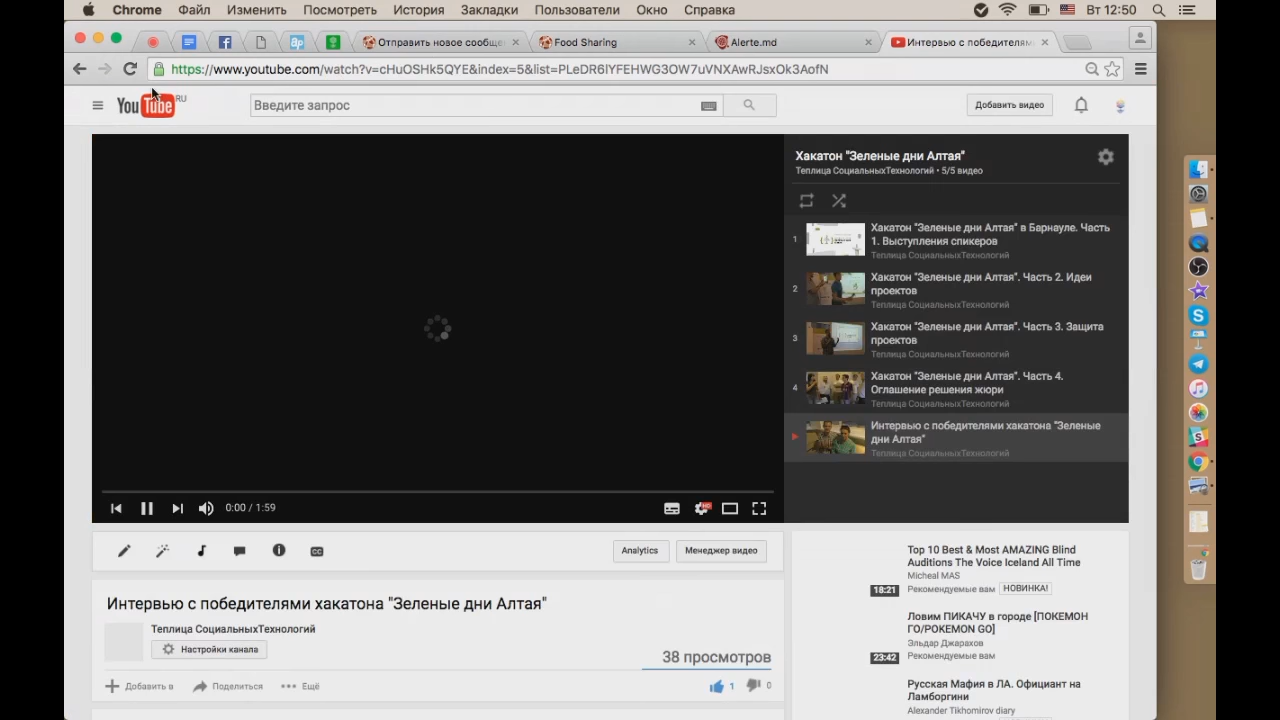 Chrome Файл Изменить Посмотреть История Закладки Пользователи Окно Справка Вт 12:50
Отправить новое сообще Food Sharing Alerte.md Интервью с победителями
https://www.youtube.com/watch?v=cHuOSHk5QYE&index=5&list=PLeDR6lYFEHWG3OW7uVNXAwRJsxOk3AofN
YouTube RU
Введите запрос
Добавить видео
Хакатон "Зеленые дни Алтая"
Теплица СоциальныхТехнологий • 5/5 видео
1
Хакатон "Зеленые дни Алтая" в Барнауле. Часть
1. Выступления спикеров
Теплица СоциальныхТехнологий
2
Хакатон "Зеленые дни Алтая". Часть 2. Идеи
проектов
Теплица СоциальныхТехнологий
3
Хакатон "Зеленые дни Алтая". Часть 3. Защита
проектов
Теплица СоциальныхТехнологий
4
Хакатон "Зеленые дни Алтая". Часть 4.
Оглашение решения жюри
Теплица СоциальныхТехнологий
Интервью с победителями хакатона "Зеленые
дни Алтая"
Теплица СоциальныхТехнологий
0:00 / 1:59
Analytics
Менеджер видео
Интервью с победителями хакатона "Зеленые дни Алтая"
Теплица СоциальныхТехнологий
Настройки канала
38 просмотров
Добавить в Поделиться Ещё
1 0
Top 10 Best & Most AMAZING Blind
Auditions The Voice Iceland All Time
Micheal MAS
18:21 Рекомендуемые вам НОВИНКА!
Ловим ПИКАЧУ в городе [ПОКЕМОН
ГО/POKEMON GO]
Эльдар Джарахов
23:42 Рекомендуемые вам
Русская Мафия в ЛА. Официант на
Ламборгини
Alexander Tikhomirov diary